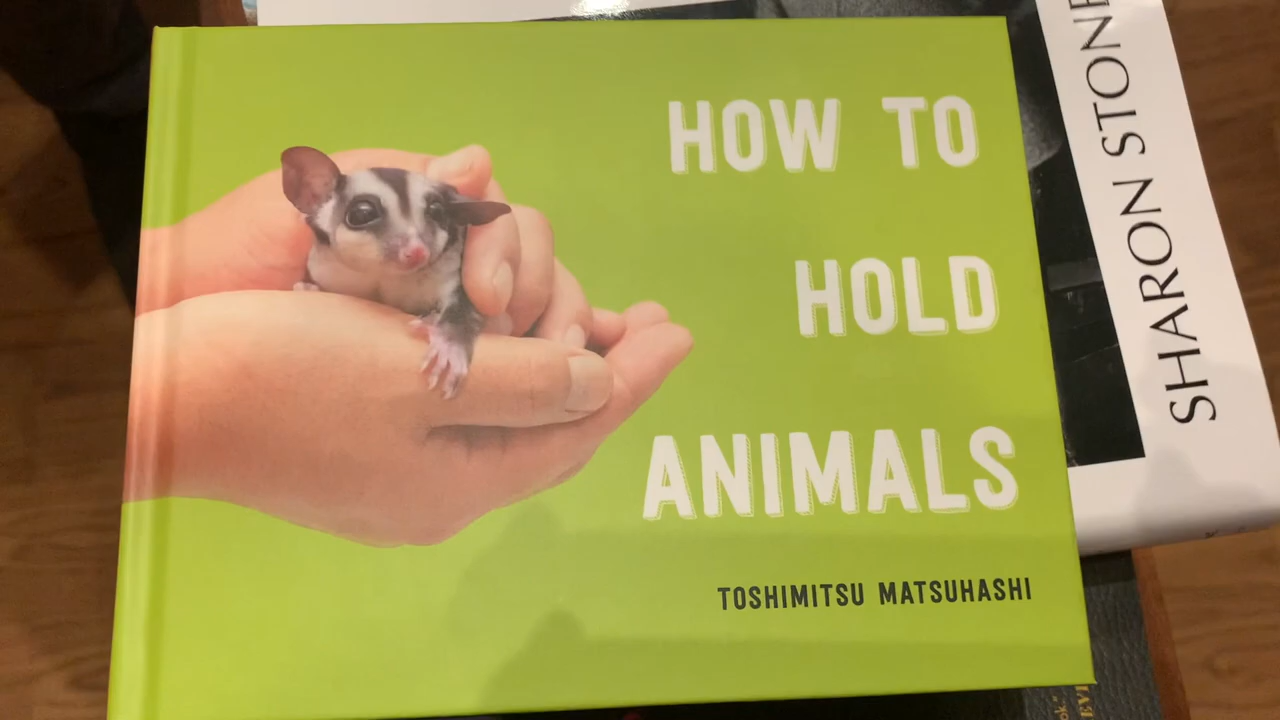 HOW TO
HOLD
ANIMALS
TOSHIMITSU MATSUHASHI
SHARON STONE